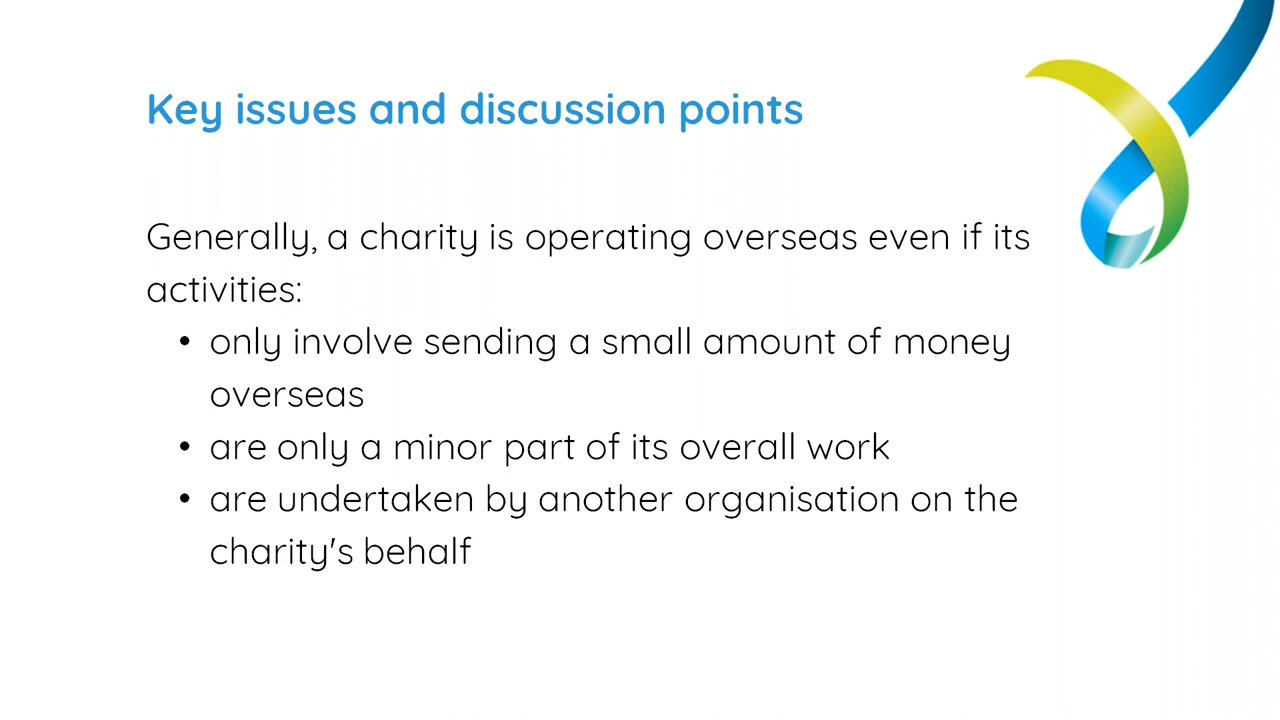 Key issues and discussion points
Generally, a charity is operating overseas even if its
activities:
• only involve sending a small amount of money
overseas
• are only a minor part of its overall work
• are undertaken by another organisation on the
charity's behalf